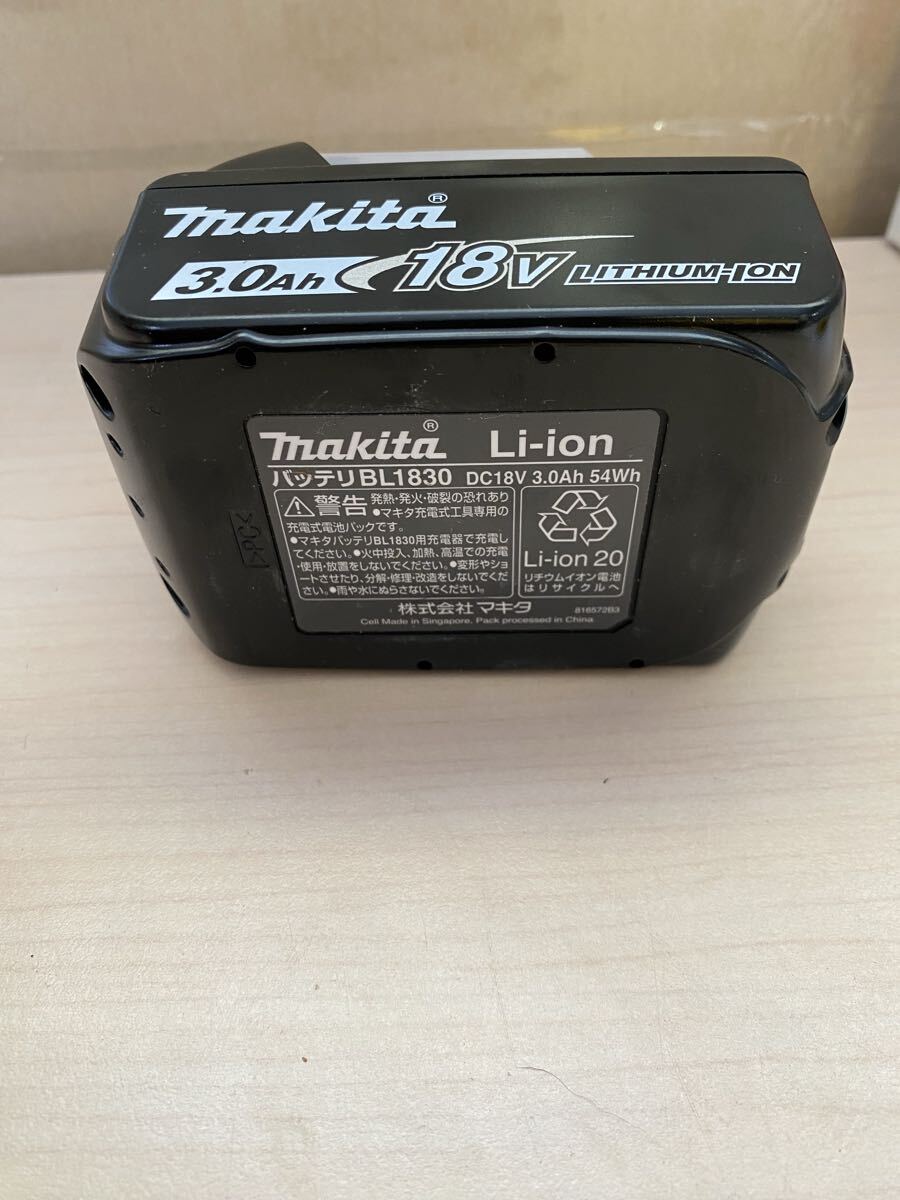 makita®
3.0Ah 18V LITHIUM-ION
makita® Li-ion
バッテリBL1830 DC18V 3.0Ah 54Wh
警告 発熱・発火・破裂の恐れあり
●マキタ充電式工具専用の
充電式電池パックです。
●マキタバッテリBL1830用充電器で充電し
てください。●火中投入、加熱、高温での充電
・使用・放置をしないでください。●変形やショ
ートさせたり、分解・修理・改造をしないでくだ
さい。●雨や水にぬらさないでください。
Li-ion 20
リチウムイオン電池
はリサイクルへ
株式会社マキタ
816572B3
Cell Made in Singapore. Pack processed in China
>PC<